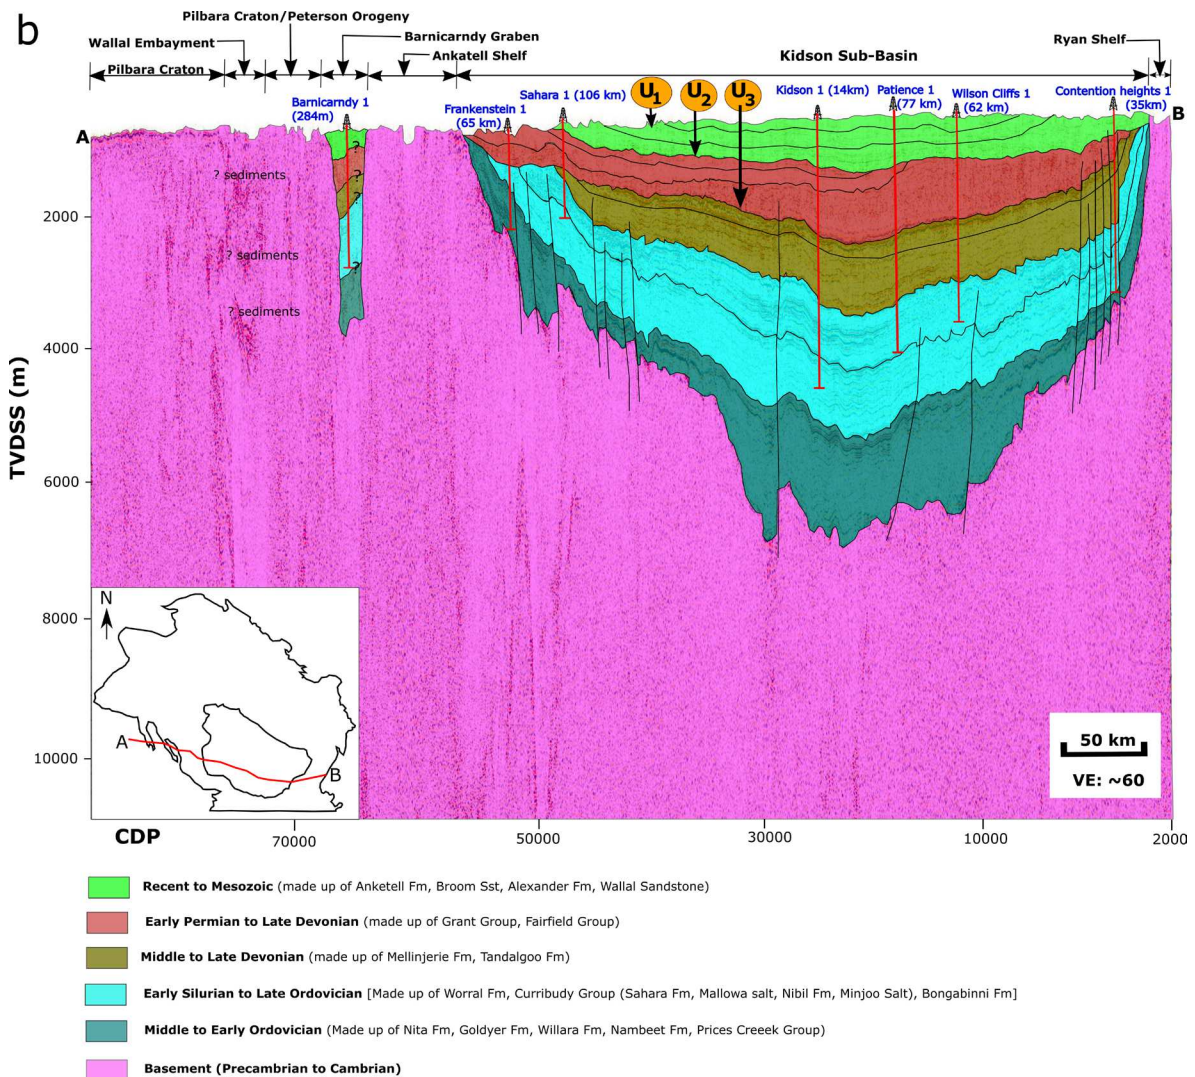 b
Pilbara Craton/Peterson Orogeny
Wallal Embayment
Barnicarndy Graben
Ankatell Shelf
Pilbara Craton
Kidson Sub-Basin
Ryan Shelf
Barnicarndy 1
(284m)
Frankenstein 1
(65 km)
Sahara 1 (106 km)
U1
U2
U3
Kidson 1 (14km)
Patience 1
(77 km)
Wilson Cliffs 1
(62 km)
Contention heights 1
(35km)
A
B
?
?
?
?
? sediments
? sediments
? sediments
TVDSS (m)
2000
4000
6000
8000
10000
N
A
B
50 km
VE: ~60
CDP
70000
50000
30000
10000
2000
Recent to Mesozoic (made up of Anketell Fm, Broom Sst, Alexander Fm, Wallal Sandstone)
Early Permian to Late Devonian (made up of Grant Group, Fairfield Group)
Middle to Late Devonian (made up of Mellinjerie Fm, Tandalgoo Fm)
Early Silurian to Late Ordovician [Made up of Worral Fm, Curribudy Group (Sahara Fm, Mallowa salt, Nibil Fm, Minjoo Salt), Bongabinni Fm]
Middle to Early Ordovician (Made up of Nita Fm, Goldyer Fm, Willara Fm, Nambeet Fm, Prices Creeek Group)
Basement (Precambrian to Cambrian)